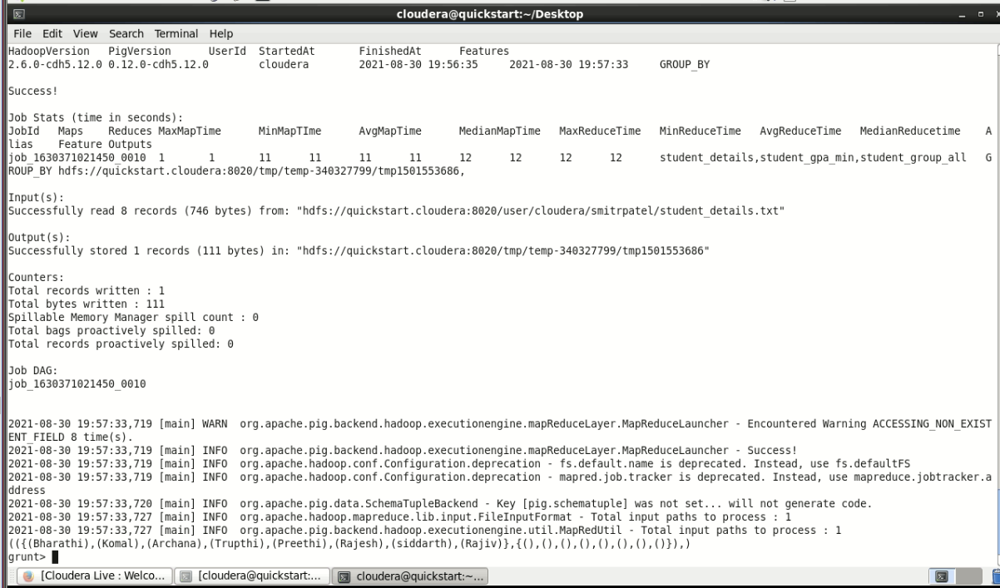 cloudera@quickstart:~/Desktop
File Edit View Search Terminal Help
HadoopVersion PigVersion UserId StartedAt FinishedAt Features
2.6.0-cdh5.12.0 0.12.0-cdh5.12.0 cloudera 2021-08-30 19:56:35 2021-08-30 19:57:33 GROUP_BY
Success!
Job Stats (time in seconds):
JobId Maps Reduces MaxMapTime MinMapTIme AvgMapTime MedianMapTime MaxReduceTime MinReduceTime AvgReduceTime MedianReducetime A
lias Feature Outputs
job_1630371021450_0010 1 1 11 11 11 11 12 12 12 12 student_details,student_gpa_min,student_group_all G
ROUP_BY hdfs://quickstart.cloudera:8020/tmp/temp-340327799/tmp1501553686,
Input(s):
Successfully read 8 records (746 bytes) from: "hdfs://quickstart.cloudera:8020/user/cloudera/smitrpatel/student_details.txt"
Output(s):
Successfully stored 1 records (111 bytes) in: "hdfs://quickstart.cloudera:8020/tmp/temp-340327799/tmp1501553686"
Counters:
Total records written : 1
Total bytes written : 111
Spillable Memory Manager spill count : 0
Total bags proactively spilled: 0
Total records proactively spilled: 0
Job DAG:
job_1630371021450_0010
2021-08-30 19:57:33,719 [main] WARN org.apache.pig.backend.hadoop.executionengine.mapReduceLayer.MapReduceLauncher - Encountered Warning ACCESSING_NON_EXIST
ENT_FIELD 8 time(s).
2021-08-30 19:57:33,719 [main] INFO org.apache.pig.backend.hadoop.executionengine.mapReduceLayer.MapReduceLauncher - Success!
2021-08-30 19:57:33,719 [main] INFO org.apache.hadoop.conf.Configuration.deprecation - fs.default.name is deprecated. Instead, use fs.defaultFS
2021-08-30 19:57:33,719 [main] INFO org.apache.hadoop.conf.Configuration.deprecation - mapred.job.tracker is deprecated. Instead, use mapreduce.jobtracker.a
ddress
2021-08-30 19:57:33,720 [main] INFO org.apache.pig.data.SchemaTupleBackend - Key [pig.schematuple] was not set... will not generate code.
2021-08-30 19:57:33,727 [main] INFO org.apache.hadoop.mapreduce.lib.input.FileInputFormat - Total input paths to process : 1
2021-08-30 19:57:33,727 [main] INFO org.apache.pig.backend.hadoop.executionengine.util.MapRedUtil - Total input paths to process : 1
(({(Bharathi),(Komal),(Archana),(Trupthi),(Preethi),(Rajesh),(siddarth),(Rajiv)},{(),(),(),(),(),(),(),()}),)
grunt>
[Cloudera Live : Welco... [cloudera@quickstart:... cloudera@quickstart:~...